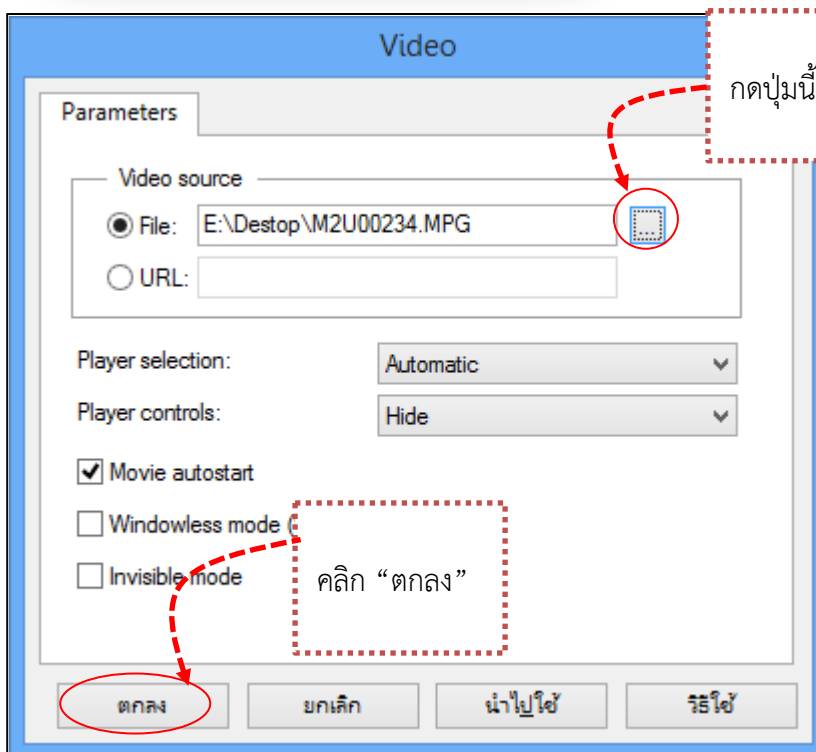 Video
กดปุ่มนี้
Parameters
Video source
File: E:\Destop\M2U00234.MPG ...
URL:
Player selection: Automatic
Player controls: Hide
Movie autostart
Windowless mode (
Invisible mode
คลิก “ตกลง”
ตกลง ยกเลิก นำไปใช้ วิธีใช้